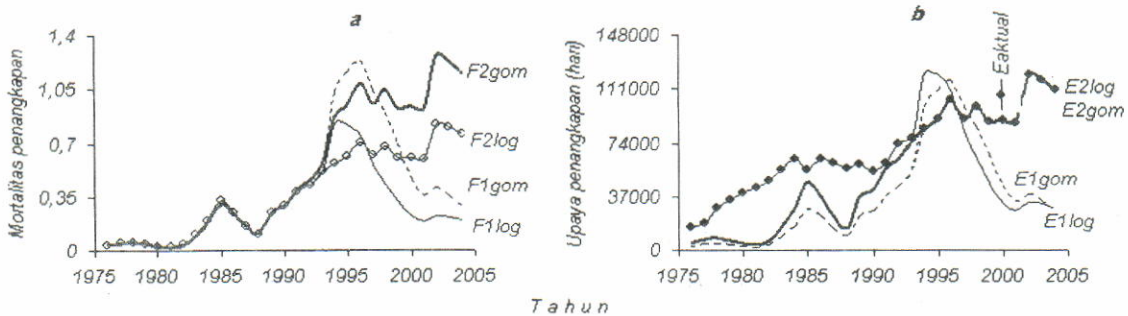 a
Mortalitas penangkapan
1,4
1,05
0,7
0,35
0
1975 1980 1985 1990 1995 2000 2005
F2gom
F2log
F1gom
F1log
b
Upaya penangkapan (hari)
148000
111000
74000
37000
0
1975 1980 1985 1990 1995 2000 2005
Eaktual
E2log
E2gom
E1gom
E1log
Tahun